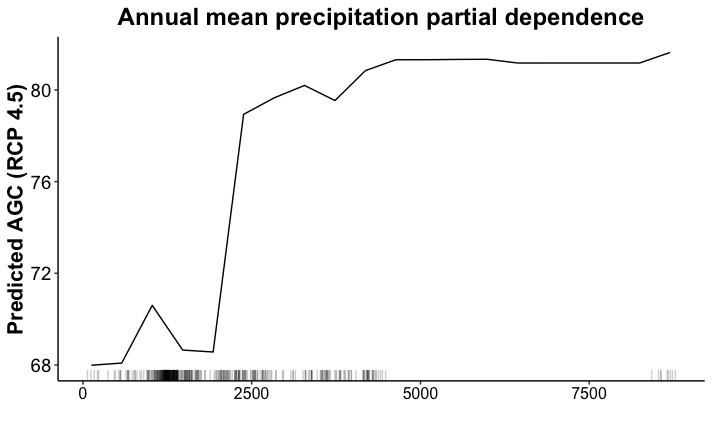 Annual mean precipitation partial dependence
Predicted AGC (RCP 4.5)
80
76
72
68
0 2500 5000 7500